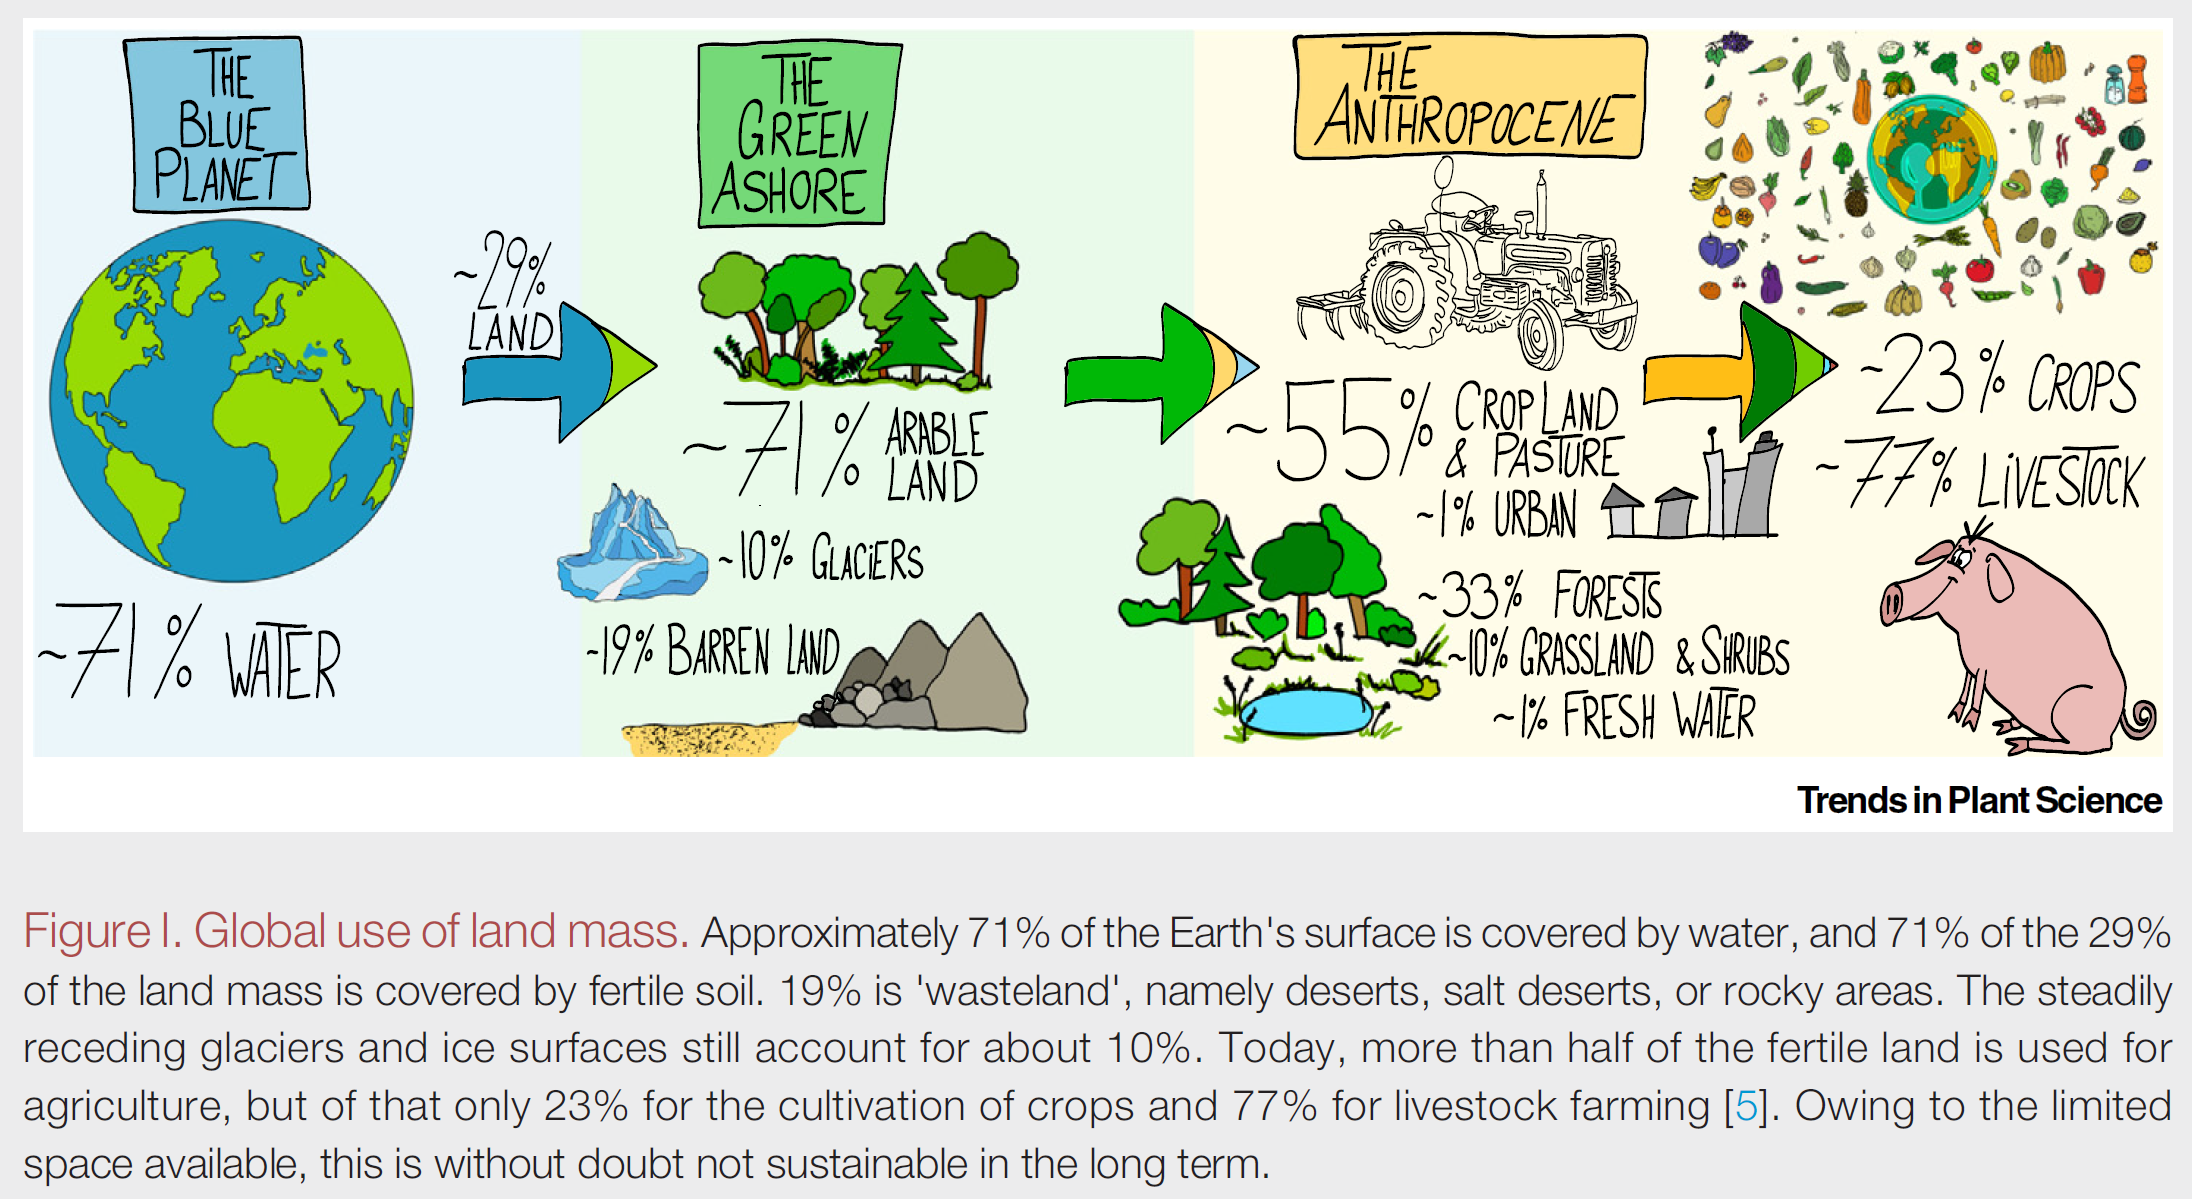 THE
BLUE
PLANET
~29%
LAND
~71% WATER
THE
GREEN
ASHORE
~71% ARABLE
LAND
~10% GLACIERS
~19% BARREN LAND
THE
ANTHROPOCENE
~55% CROPLAND
& PASTURE
~1% URBAN
~33% FORESTS
~10% GRASSLAND & SHRUBS
~1% FRESH WATER
~23% CROPS
~77% LIVESTOCK
Trends in Plant Science
Figure I. Global use of land mass. Approximately 71% of the Earth's surface is covered by water, and 71% of the 29%
of the land mass is covered by fertile soil. 19% is 'wasteland', namely deserts, salt deserts, or rocky areas. The steadily
receding glaciers and ice surfaces still account for about 10%. Today, more than half of the fertile land is used for
agriculture, but of that only 23% for the cultivation of crops and 77% for livestock farming [5]. Owing to the limited
space available, this is without doubt not sustainable in the long term.